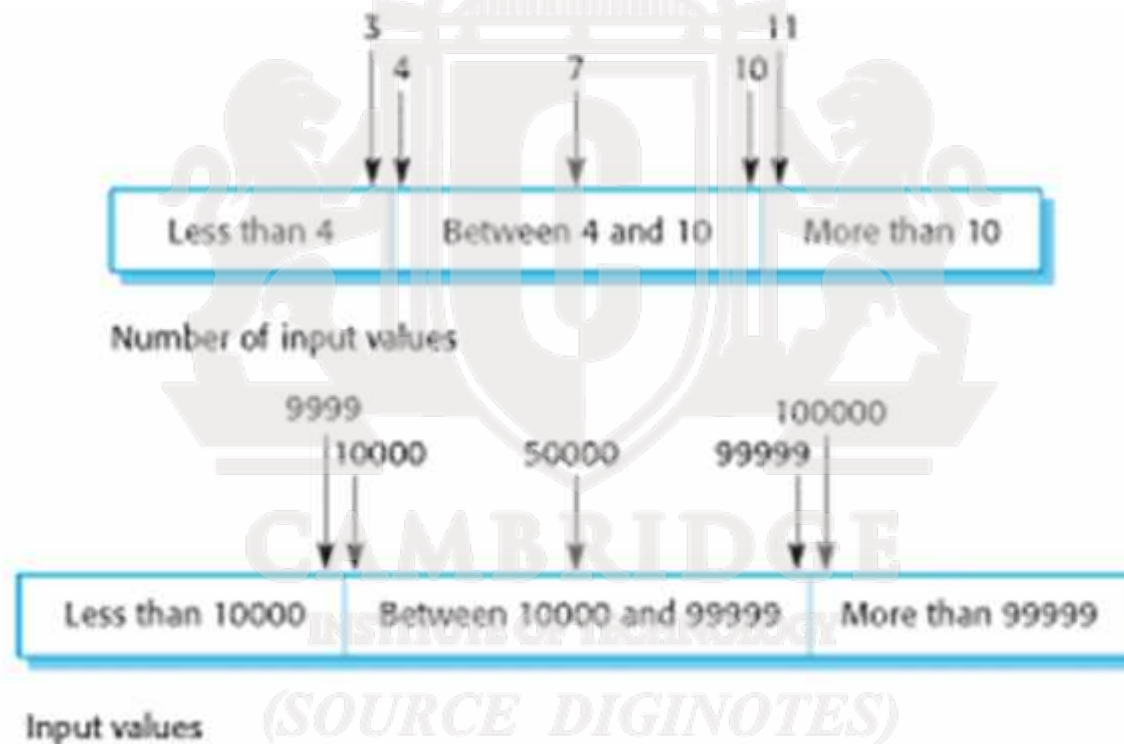 3 11
4 7 10
Less than 4 Between 4 and 10 More than 10
Number of input values
9999 100000
10000 50000 99999
Less than 10000 Between 10000 and 99999 More than 99999
Input values
CAMBRIDGE
INSTITUTE OF TECHNOLOGY
(SOURCE DIGINOTES)